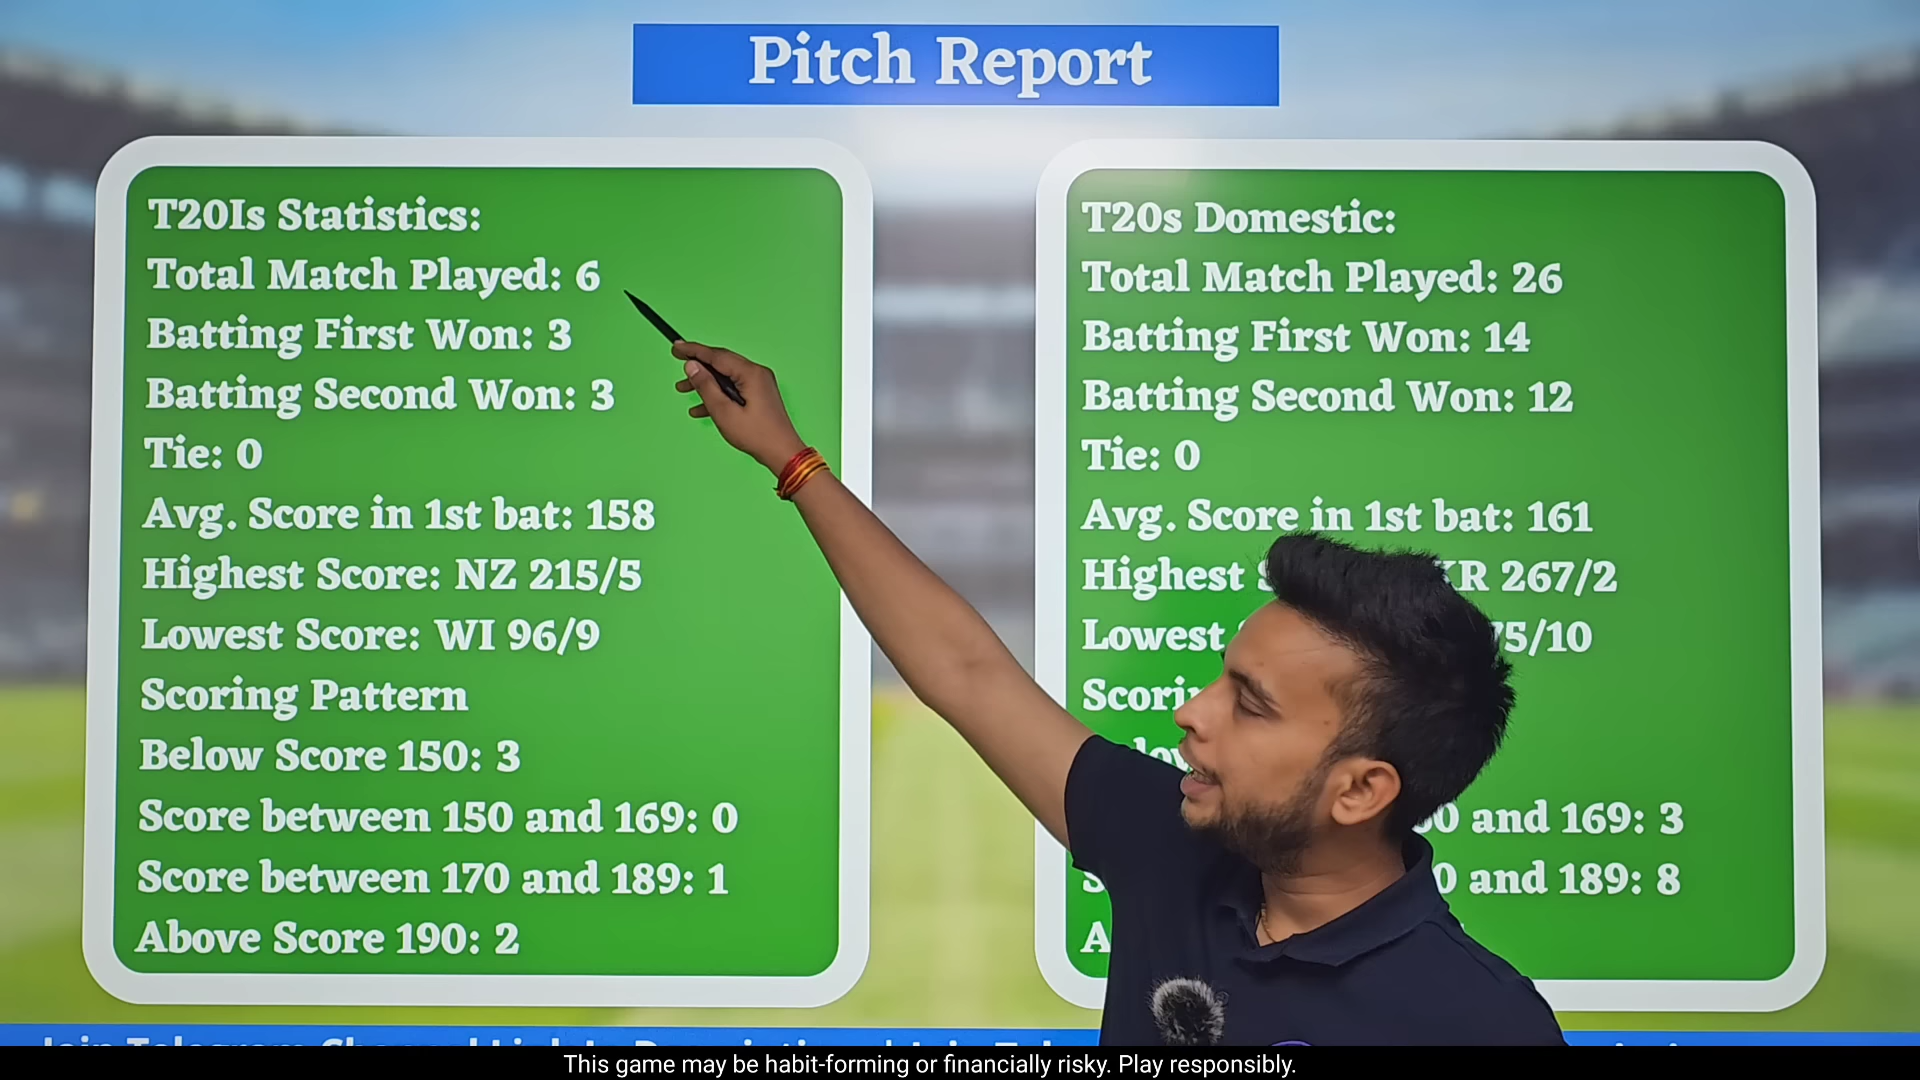 Pitch Report
T20Is Statistics:
Total Match Played: 6
Batting First Won: 3
Batting Second Won: 3
Tie: 0
Avg. Score in 1st bat: 158
Highest Score: NZ 215/5
Lowest Score: WI 96/9
Scoring Pattern
Below Score 150: 3
Score between 150 and 169: 0
Score between 170 and 189: 1
Above Score 190: 2
T20s Domestic:
Total Match Played: 26
Batting First Won: 14
Batting Second Won: 12
Tie: 0
Avg. Score in 1st bat: 161
Highest 267/2
Lowest 75/10
and 169: 3
and 189: 8
This game may be habit-forming or financially risky. Play responsibly.